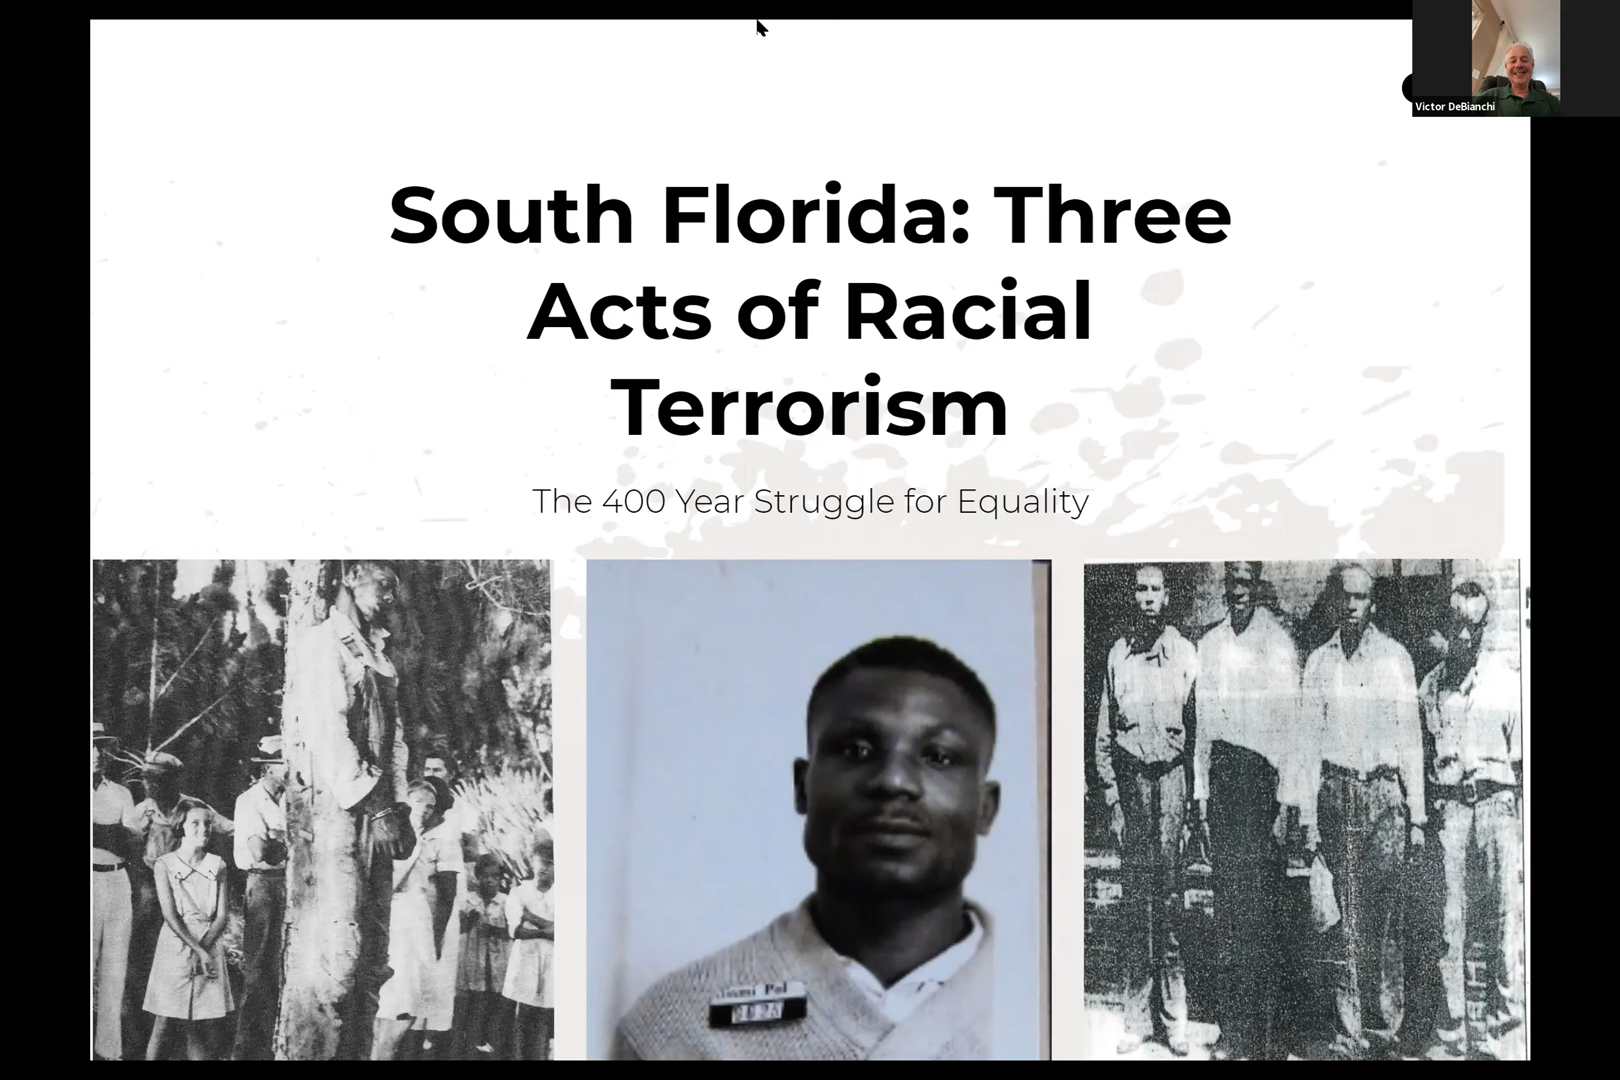 Victor DeBianchi
South Florida: Three
Acts of Racial
Terrorism
The 400 Year Struggle for Equality